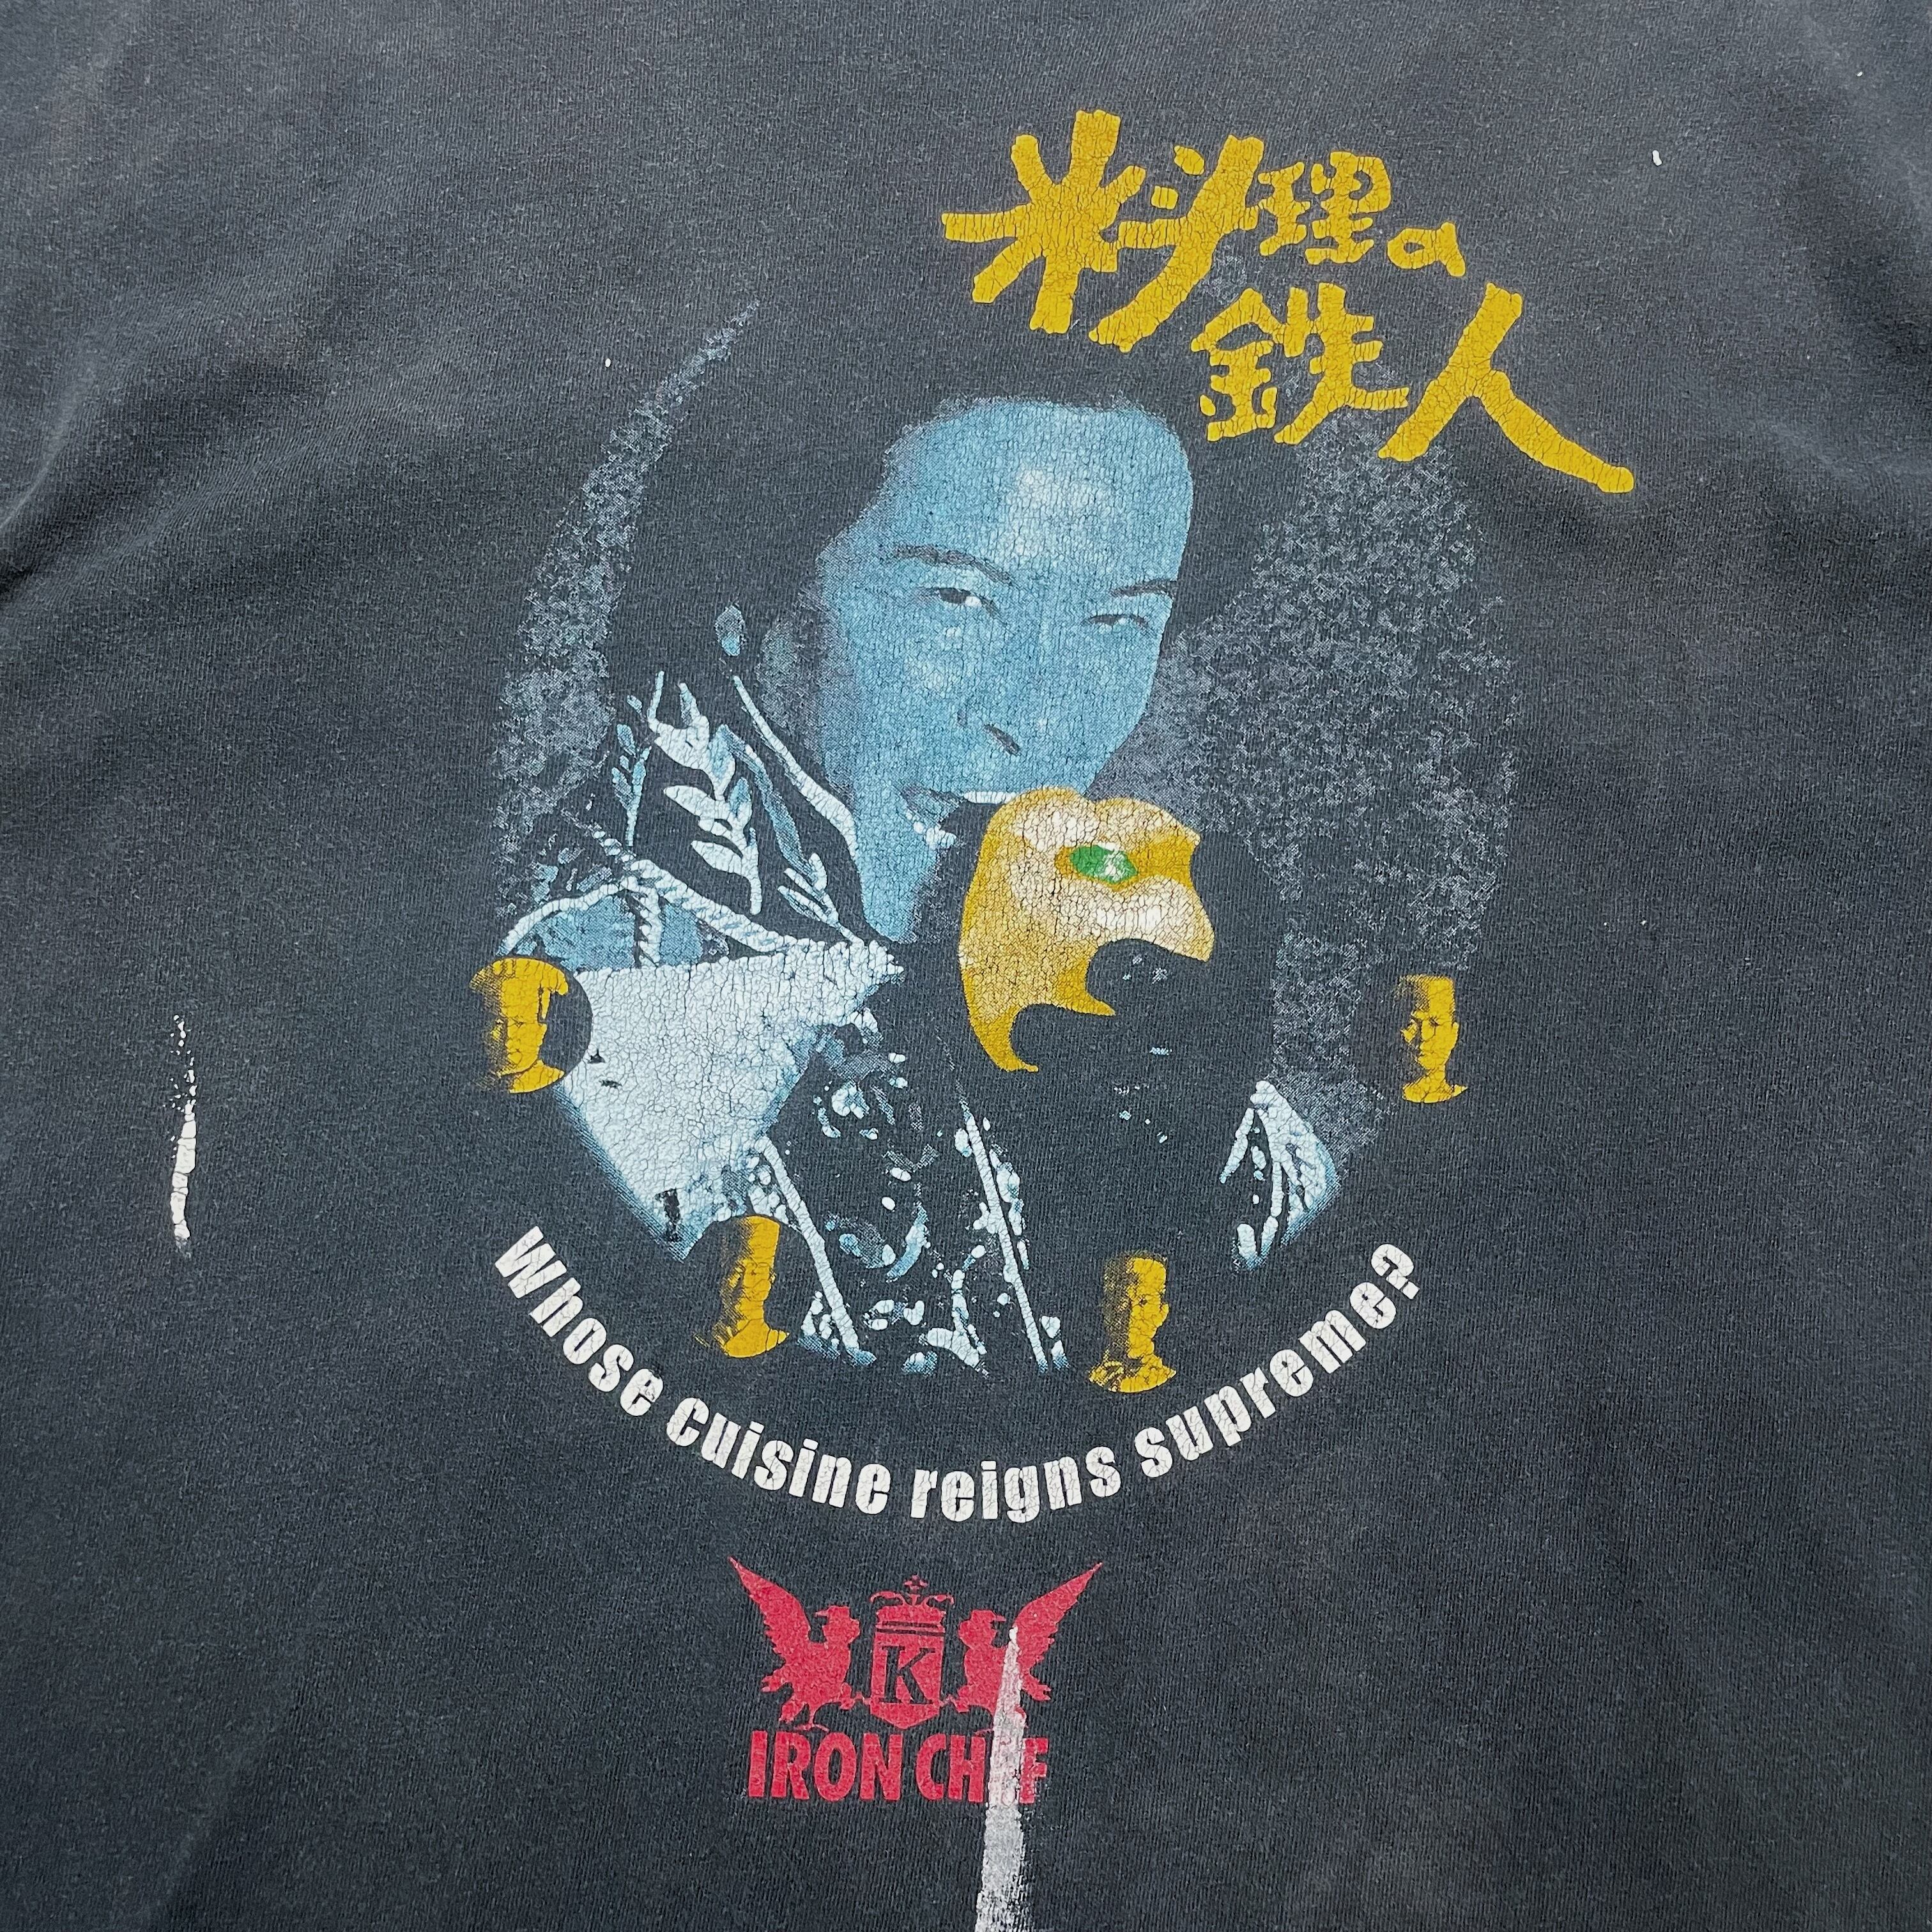 料理の
鉄人
Whose cuisine reigns supreme?
K
IRON CHEF